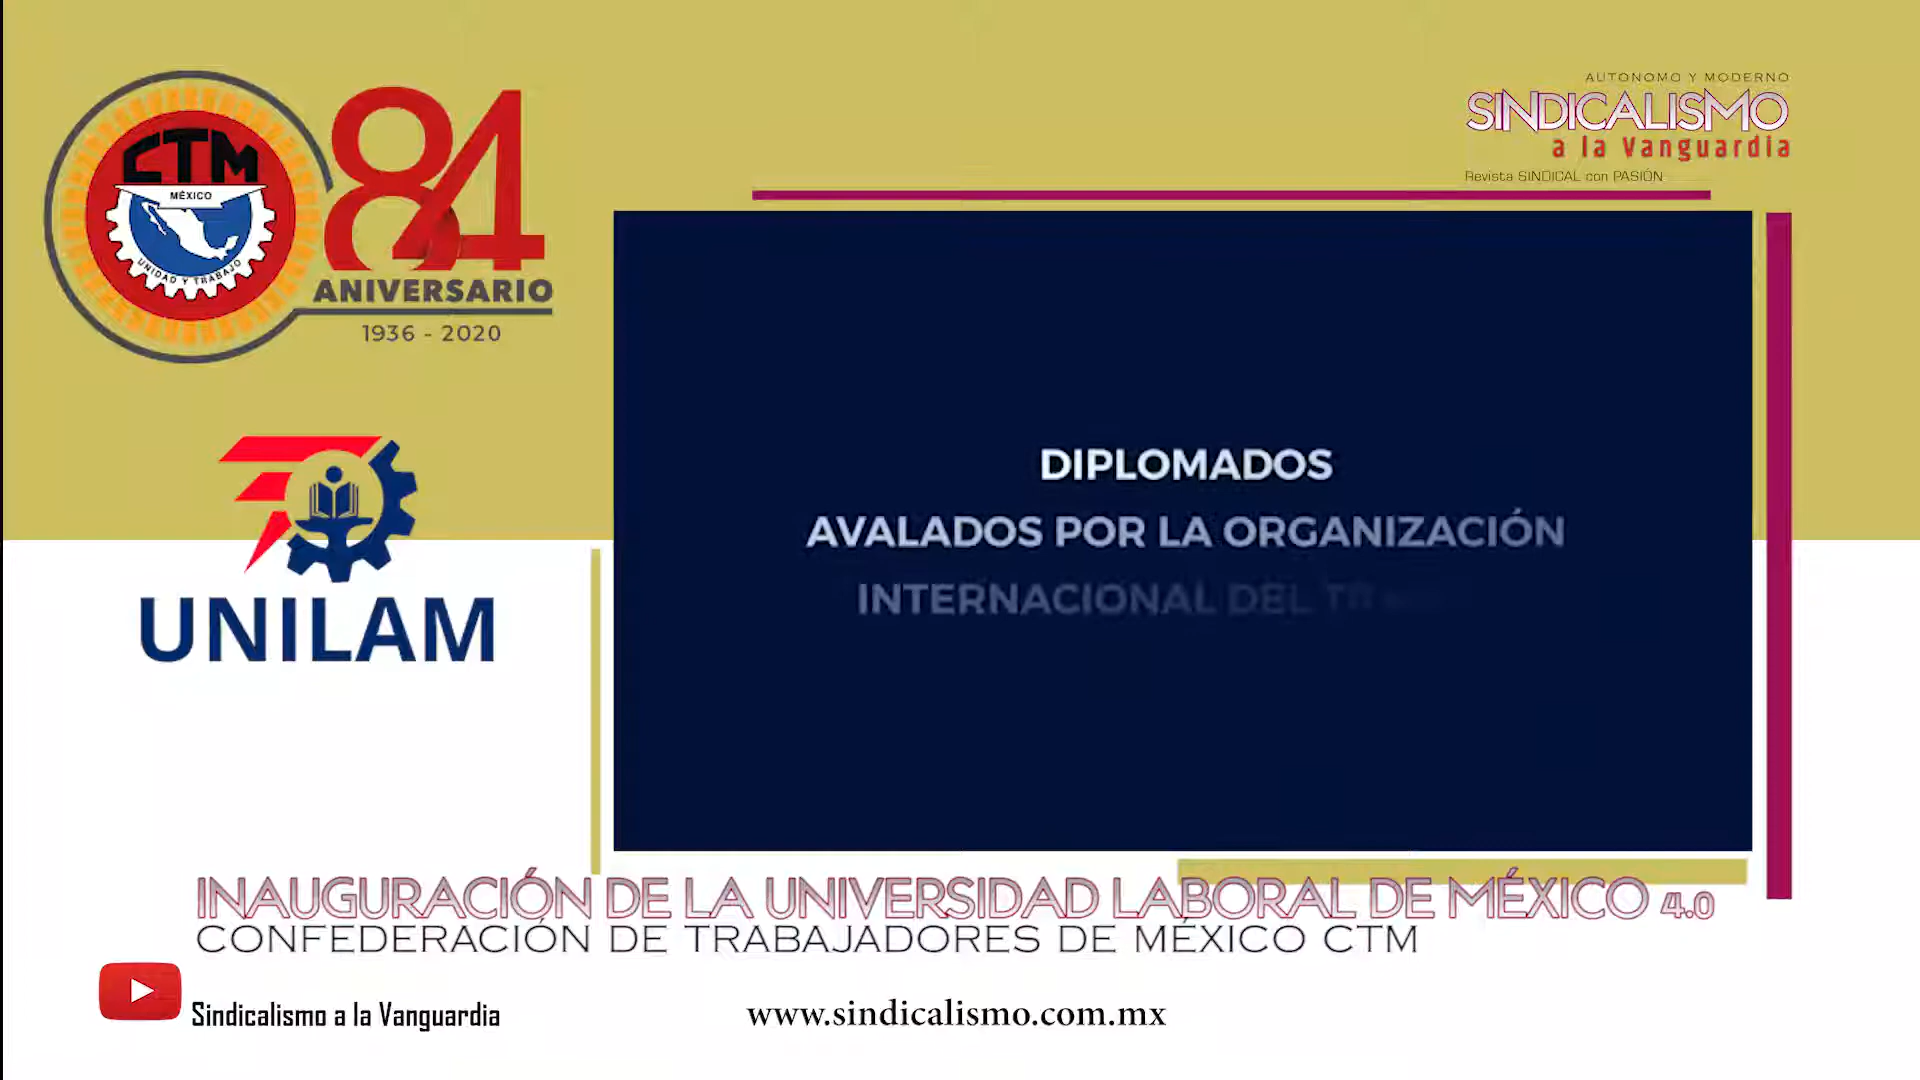 CTM
MÉXICO
UNIDAD Y TRABAJO
84
ANIVERSARIO
1936 - 2020
AUTONOMO Y MODERNO
SINDICALISMO
a la Vanguardia
Revista SINDICAL con PASIÓN
UNILAM
DIPLOMADOS
AVALADOS POR LA ORGANIZACIÓN
INTERNACIONAL DEL
INAUGURACIÓN DE LA UNIVERSIDAD LABORAL DE MÉXICO 4.0
CONFEDERACIÓN DE TRABAJADORES DE MÉXICO CTM
Sindicalismo a la Vanguardia
www.sindicalismo.com.mx